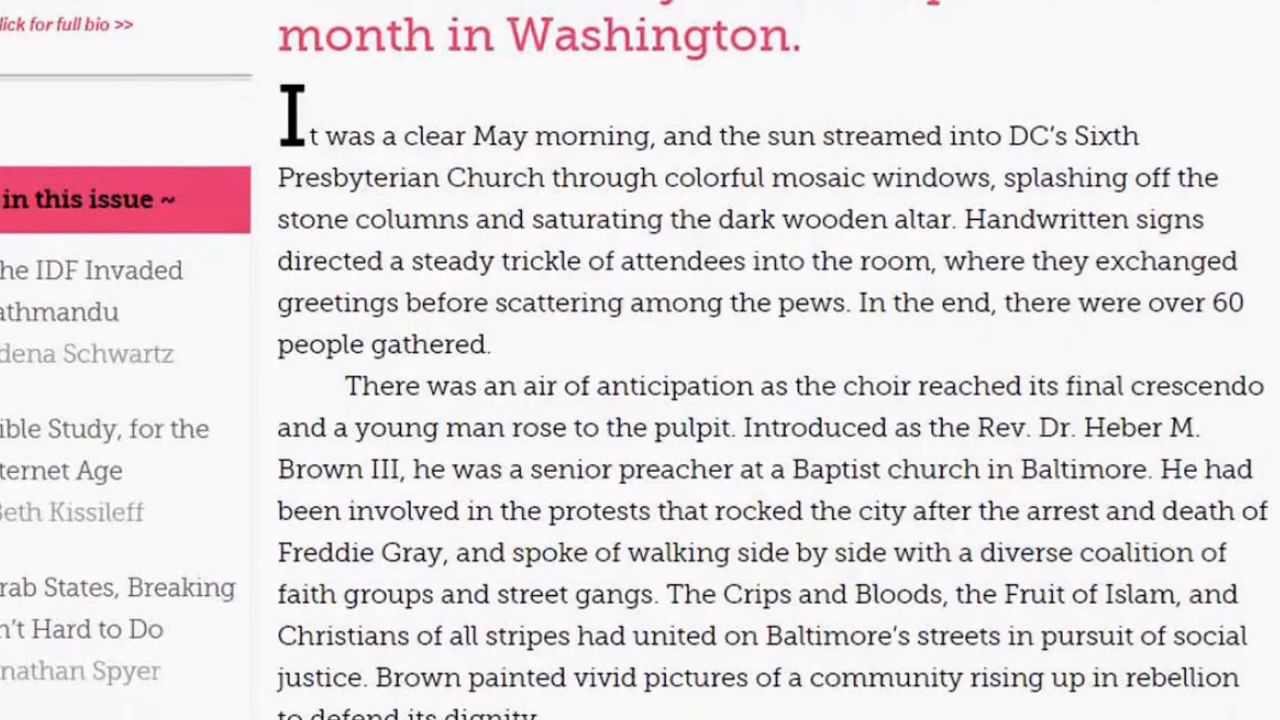 lick for full bio >>
in this issue ~
he IDF Invaded
athmandu
dena Schwartz
ible Study, for the
ternet Age
Beth Kissileff
rab States, Breaking
n't Hard to Do
nathan Spyer
month in Washington.
It was a clear May morning, and the sun streamed into DC's Sixth
Presbyterian Church through colorful mosaic windows, splashing off the
stone columns and saturating the dark wooden altar. Handwritten signs
directed a steady trickle of attendees into the room, where they exchanged
greetings before scattering among the pews. In the end, there were over 60
people gathered.
There was an air of anticipation as the choir reached its final crescendo
and a young man rose to the pulpit. Introduced as the Rev. Dr. Heber M.
Brown III, he was a senior preacher at a Baptist church in Baltimore. He had
been involved in the protests that rocked the city after the arrest and death of
Freddie Gray, and spoke of walking side by side with a diverse coalition of
faith groups and street gangs. The Crips and Bloods, the Fruit of Islam, and
Christians of all stripes had united on Baltimore's streets in pursuit of social
justice. Brown painted vivid pictures of a community rising up in rebellion
to defend its dignity.